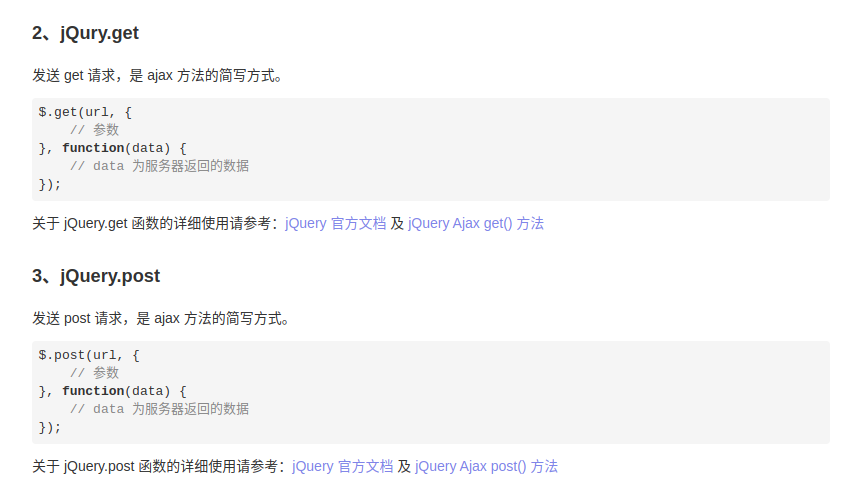 2、jQury.get
发送 get 请求，是 ajax 方法的简写方式。
$.get(url, {
    // 参数
}, function(data) {
    // data 为服务器返回的数据
});
关于 jQuery.get 函数的详细使用请参考：jQuery 官方文档 及 jQuery Ajax get() 方法
3、jQuery.post
发送 post 请求，是 ajax 方法的简写方式。
$.post(url, {
    // 参数
}, function(data) {
    // data 为服务器返回的数据
});
关于 jQuery.post 函数的详细使用请参考：jQuery 官方文档 及 jQuery Ajax post() 方法